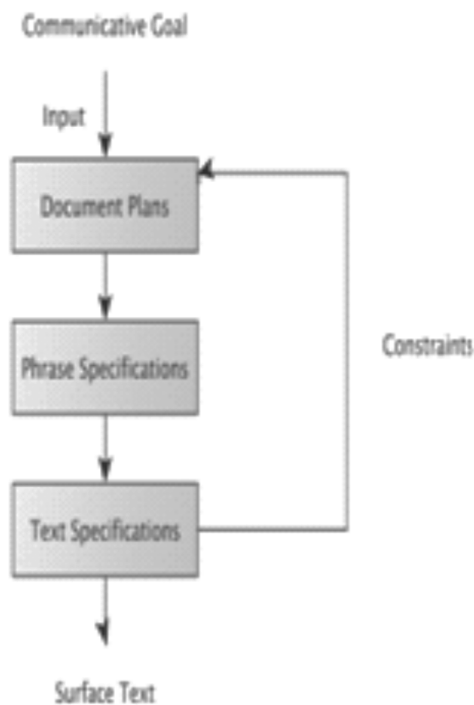 Communicative Goal
Input
Document Plans
Phrase Specifications
Constraints
Text Specifications
Surface Text